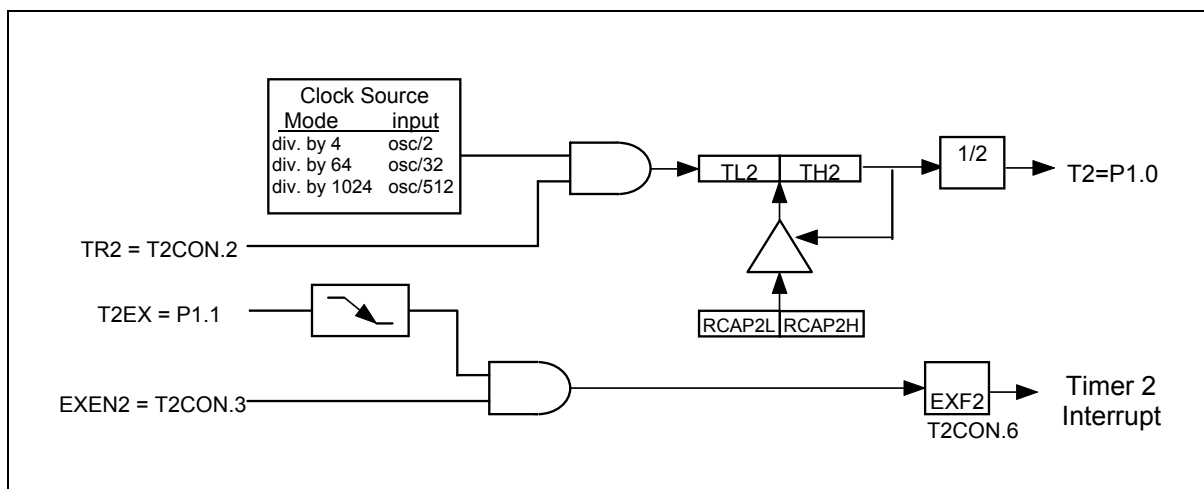 Clock Source
Mode input
div. by 4 osc/2
div. by 64 osc/32
div. by 1024 osc/512
TL2 TH2
1/2
T2=P1.0
TR2 = T2CON.2
T2EX = P1.1
RCAP2L RCAP2H
EXEN2 = T2CON.3
EXF2
T2CON.6
Timer 2
Interrupt